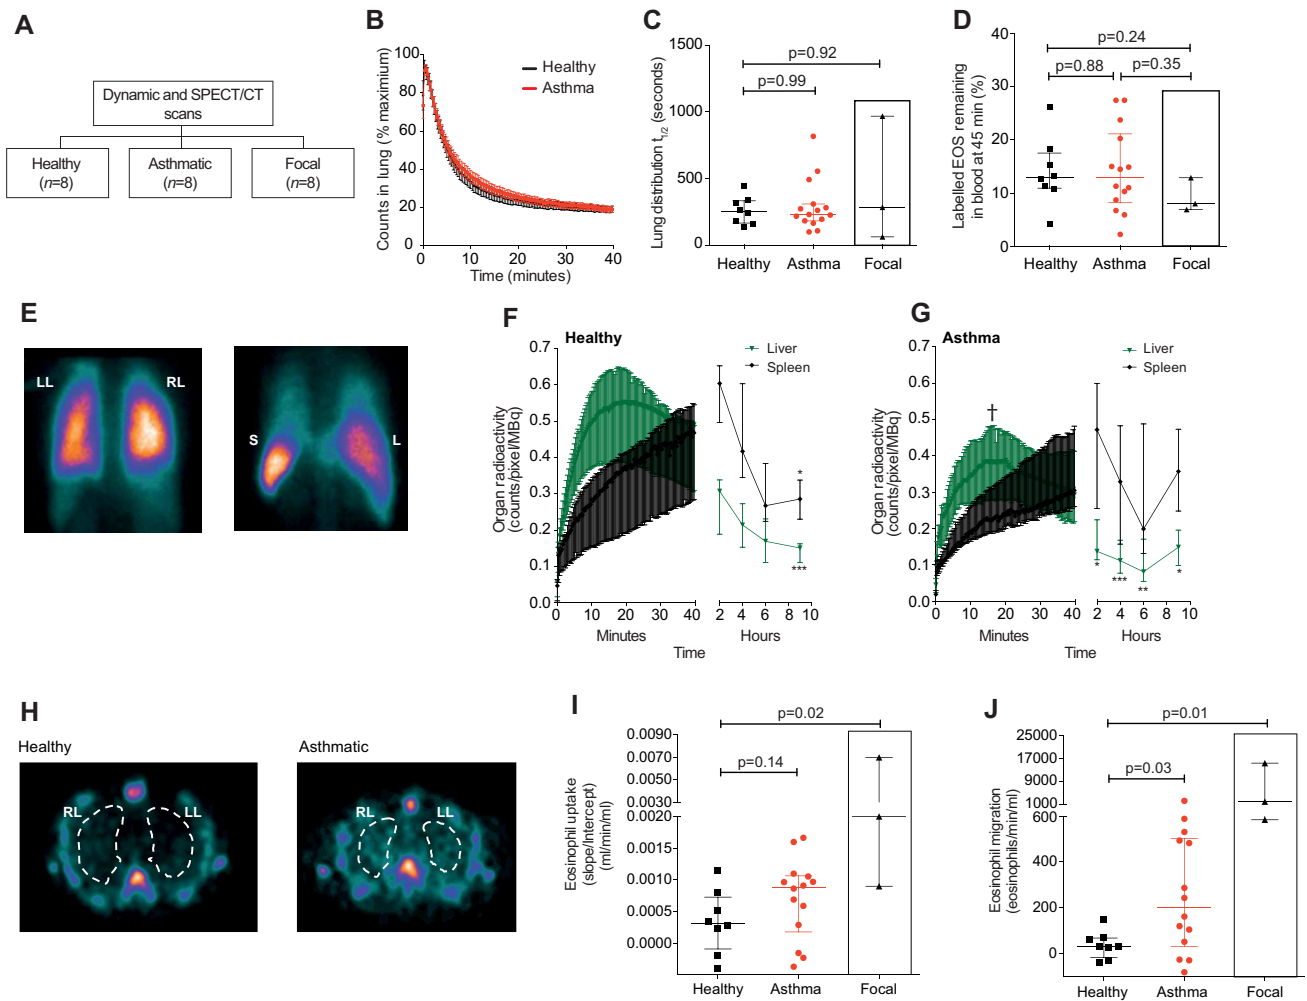 A
Dynamic and SPECT/CT
scans
Healthy
(n=8)
Asthmatic
(n=8)
Focal
(n=8)
B
Counts in lung (% maximium)
100
80
60
40
20
0
0
10
20
30
40
Time (minutes)
Healthy
Asthma
C
Lung distribution t1/2 (seconds)
1500
1000
500
0
p=0.92
p=0.99
Healthy
Asthma
Focal
D
Labelled EOS remaining
in blood at 45 min (%)
40
30
20
10
0
p=0.24
p=0.88
p=0.35
Healthy
Asthma
Focal
E
LL
RL
S
L
F
Healthy
Liver
Spleen
Organ radioactivity
(counts/pixel/MBq)
0.7
0.6
0.5
0.4
0.3
0.2
0.1
0.0
*
***
0 10 20 30 40
2 4 6 8 10
Minutes
Hours
Time
G
Asthma
Liver
Spleen
Organ radioactivity
(counts/pixel/MBq)
0.7
0.6
0.5
0.4
0.3
0.2
0.1
0.0
†
*
***
**
*
0 10 20 30 40
2 4 6 8 10
Minutes
Hours
Time
H
Healthy
RL
LL
Asthmatic
RL
LL
I
Eosinophil uptake
(slope/Intercept)
(ml/min/ml)
0.0090
0.0070
0.0050
0.0030
0.0020
0.0010
0.0005
0.0000
p=0.02
p=0.14
Healthy
Asthma
Focal
J
Eosinophil migration
(eosinophils/min/ml)
25000
17000
9000
1000
600
400
200
0
p=0.01
p=0.03
Healthy
Asthma
Focal